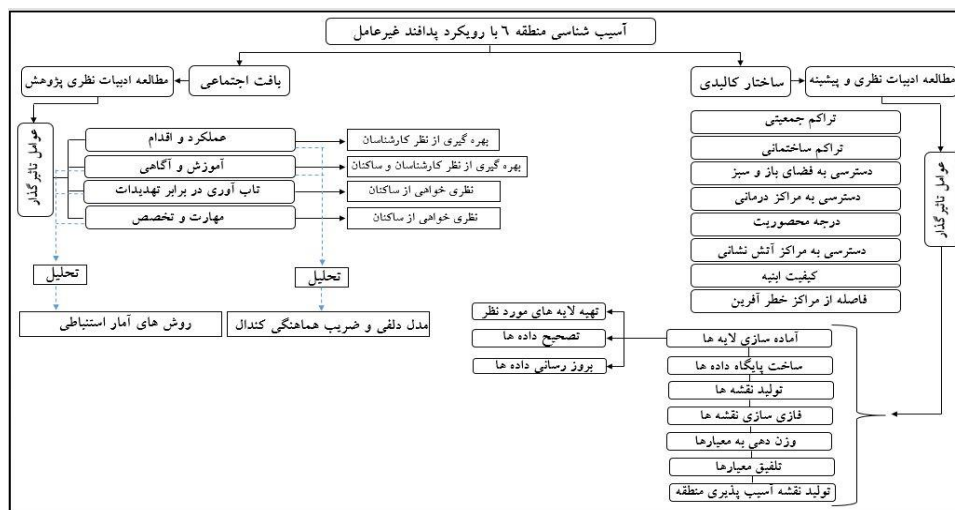 آسیب شناسی منطقه ٦ با رویکرد پدافند غیرعامل
مطالعه ادبیات نظری و پیشینه
ساختار کالبدی
بافت اجتماعی
مطالعه ادبیات نظری پژوهش
عوامل تاثیرگذار
تراکم جمعیتی
تراکم ساختمانی
دسترسی به فضای باز و سبز
دسترسی به مراکز درمانی
درجه محصوریت
دسترسی به مراکز آتش نشانی
کیفیت ابنیه
فاصله از مراکز خطر آفرین
آماده سازی لایه ها
ساخت پایگاه داده ها
تولید نقشه ها
فازی سازی نقشه ها
وزن دهی به معیارها
تلفیق معیارها
تولید نقشه آسیب پذیری منطقه
تهیه لایه های مورد نظر
تصحیح داده ها
بروز رسانی داده ها
عوامل تاثیرگذار
عملکرد و اقدام
بهره گیری از نظر کارشناسان
آموزش و آگاهی
بهره گیری از نظر کارشناسان و ساکنان
تاب آوری در برابر تهدیدات
نظری خواهی از ساکنان
مهارت و تخصص
نظری خواهی از ساکنان
تحلیل
تحلیل
مدل دلفی و ضریب هماهنگی کندال
روش های آمار استنباطی